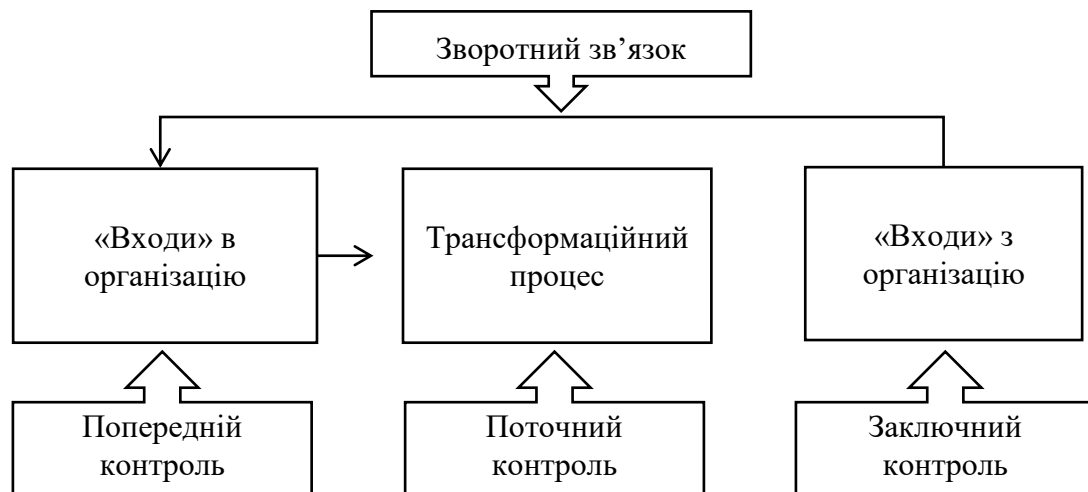 Зворотний зв’язок
«Входи» в
організацію
Трансформаційний
процес
«Входи» з
організацію
Попередній
контроль
Поточний
контроль
Заключний
контроль